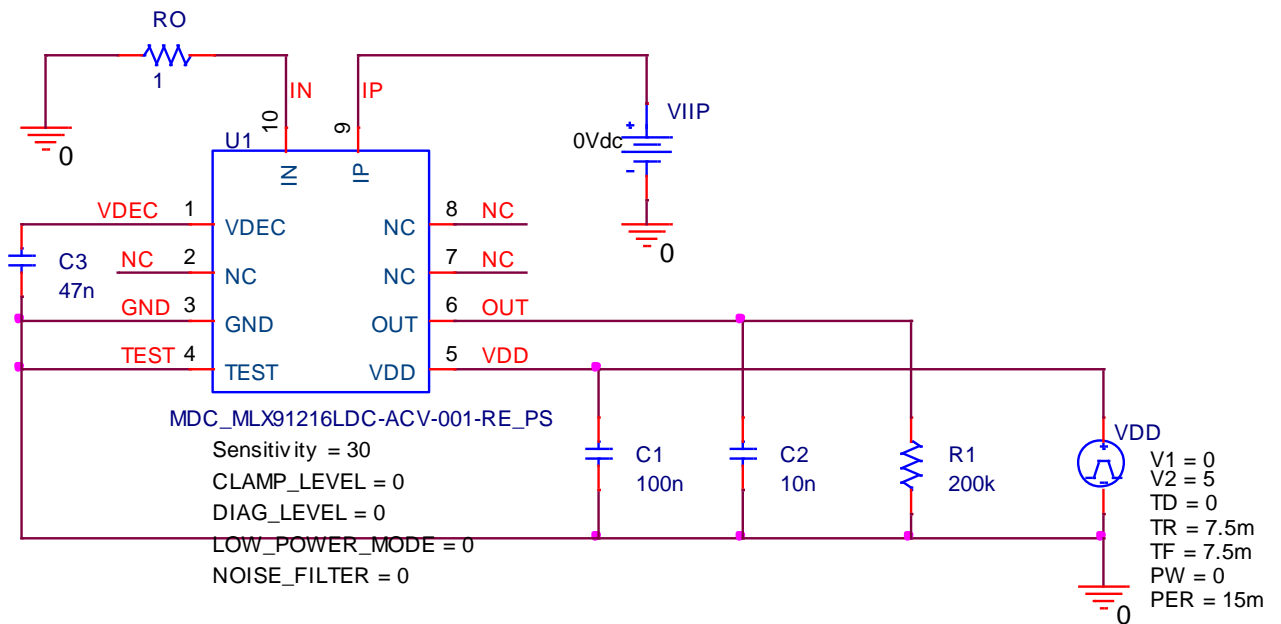 RO
1
0
IN
IP
10
9
VIIP
0Vdc
+
-
0
U1
IN
IP
VDEC
1
VDEC
NC
8
NC
C3
47n
NC
2
NC
NC
7
NC
GND
3
GND
OUT
6
OUT
TEST
4
TEST
VDD
5
VDD
MDC_MLX91216LDC-ACV-001-RE_PS
Sensitivity = 30
CLAMP_LEVEL = 0
DIAG_LEVEL = 0
LOW_POWER_MODE = 0
NOISE_FILTER = 0
C1
100n
C2
10n
R1
200k
VDD
+
-
V1 = 0
V2 = 5
TD = 0
TR = 7.5m
TF = 7.5m
PW = 0
PER = 15m
0